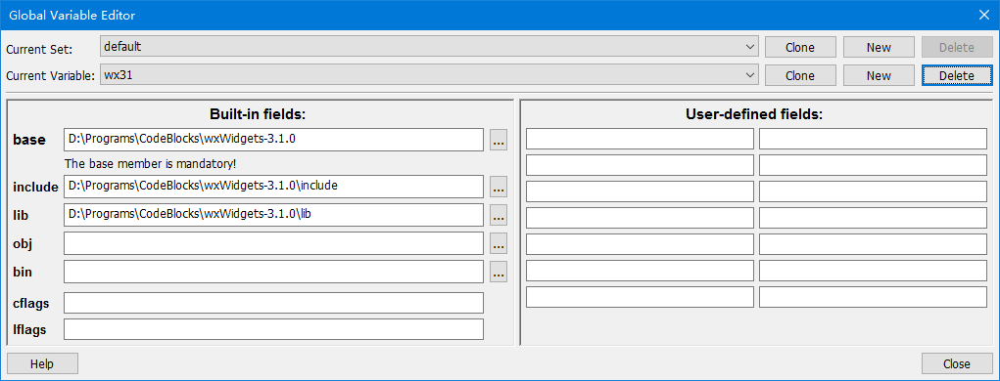 Global Variable Editor
Current Set: default Clone New Delete
Current Variable: wx31 Clone New Delete
Built-in fields:
base D:\Programs\CodeBlocks\wxWidgets-3.1.0 ...
The base member is mandatory!
include D:\Programs\CodeBlocks\wxWidgets-3.1.0\include ...
lib D:\Programs\CodeBlocks\wxWidgets-3.1.0\lib ...
obj ...
bin ...
cflags
lflags
User-defined fields:
Help Close